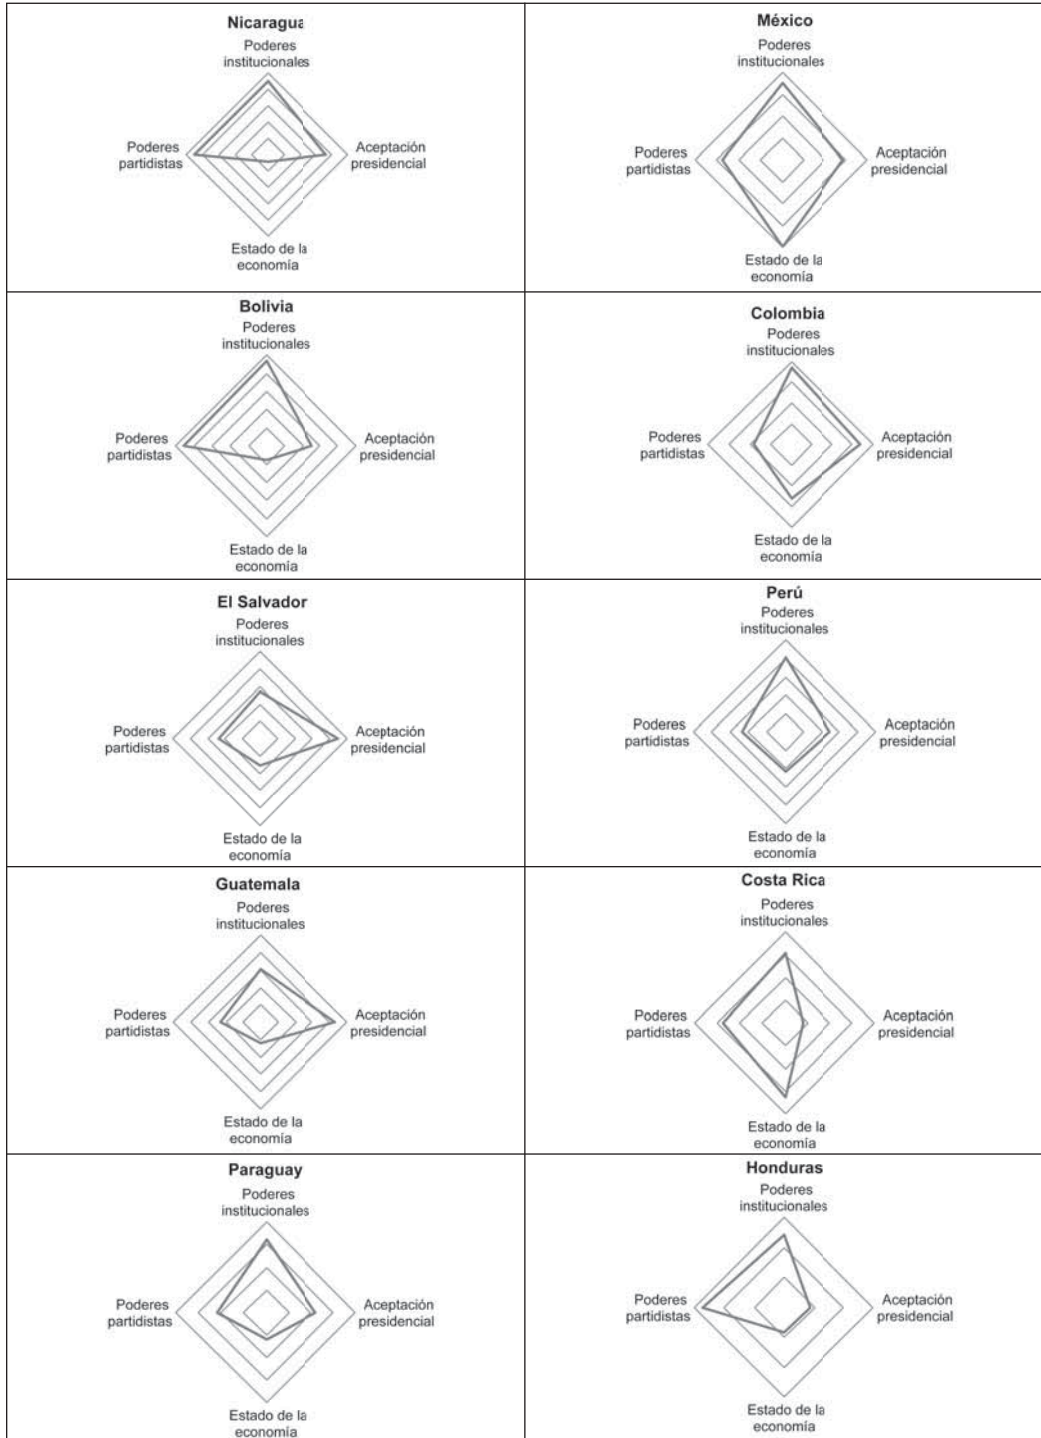 Nicaragua
Poderes
institucionales
Poderes
partidistas
Aceptación
presidencial
Estado de la
economía
México
Poderes
institucionales
Poderes
partidistas
Aceptación
presidencial
Estado de la
economía
Bolivia
Poderes
institucionales
Poderes
partidistas
Aceptación
presidencial
Estado de la
economía
Colombia
Poderes
institucionales
Poderes
partidistas
Aceptación
presidencial
Estado de la
economía
El Salvador
Poderes
institucionales
Poderes
partidistas
Aceptación
presidencial
Estado de la
economía
Perú
Poderes
institucionales
Poderes
partidistas
Aceptación
presidencial
Estado de la
economía
Guatemala
Poderes
institucionales
Poderes
partidistas
Aceptación
presidencial
Estado de la
economía
Costa Rica
Poderes
institucionales
Poderes
partidistas
Aceptación
presidencial
Estado de la
economía
Paraguay
Poderes
institucionales
Poderes
partidistas
Aceptación
presidencial
Estado de la
economía
Honduras
Poderes
institucionales
Poderes
partidistas
Aceptación
presidencial
Estado de la
economía